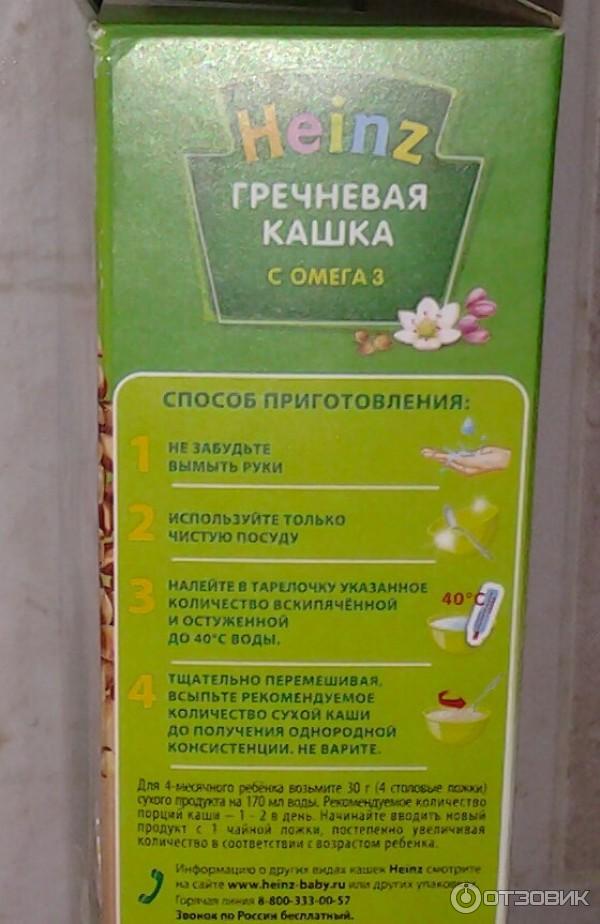 Heinz
ГРЕЧНЕВАЯ
КАШКА
С ОМЕГА 3
СПОСОБ ПРИГОТОВЛЕНИЯ:
1 НЕ ЗАБУДЬТЕ
ВЫМЫТЬ РУКИ
2 ИСПОЛЬЗУЙТЕ ТОЛЬКО
ЧИСТУЮ ПОСУДУ
3 НАЛЕЙТЕ В ТАРЕЛОЧКУ УКАЗАННОЕ
КОЛИЧЕСТВО ВСКИПЯЧЁННОЙ
И ОСТУЖЕННОЙ
ДО 40°С ВОДЫ.
40°С
4 ТЩАТЕЛЬНО ПЕРЕМЕШИВАЯ,
ВСЫПЬТЕ РЕКОМЕНДУЕМОЕ
КОЛИЧЕСТВО СУХОЙ КАШИ
ДО ПОЛУЧЕНИЯ ОДНОРОДНОЙ
КОНСИСТЕНЦИИ. НЕ ВАРИТЕ.
Для 4-месячного ребёнка возьмите 30 г (4 столовые ложки)
сухого продукта на 170 мл воды. Рекомендуемое количество
порций каши – 1 - 2 в день. Начинайте вводить новый
продукт с 1 чайной ложки, постепенно увеличивая
количество в соответствии с возрастом ребенка.
Информацию о других видах кашек Heinz смотрите
на сайте www.heinz-baby.ru или других упаковках
Горячая линия 8-800-333-00-57
Звонок по России бесплатный.
ОТЗОВИК